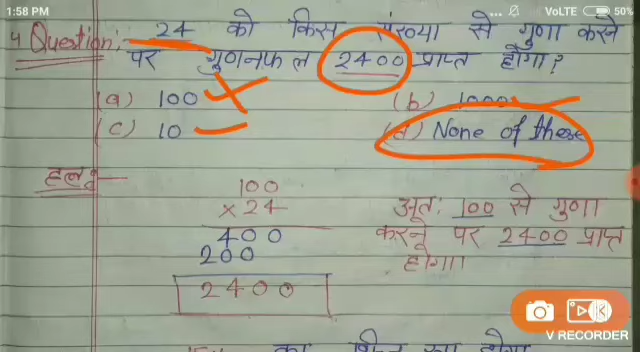 1:58 PM ... VoLTE 50%
4 Question: 24 को किस संख्या से गुणा करने
पर गुणनफल 2400 प्राप्त होगा?
(a) 100 (b) 1000
(c) 10 (d) None of these
हल:—
100
× 24
400
200
2400
अत: 100 से गुणा
करने पर 2400 प्राप्त
होगा।
V RECORDER